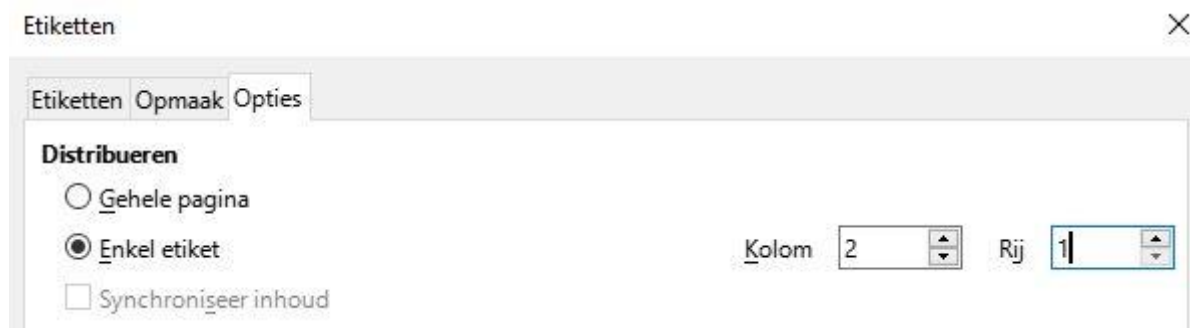 Etiketten
Etiketten Opmaak Opties
Distribueren
Gehele pagina
Enkel etiket Kolom 2 Rij 1
Synchroniseer inhoud